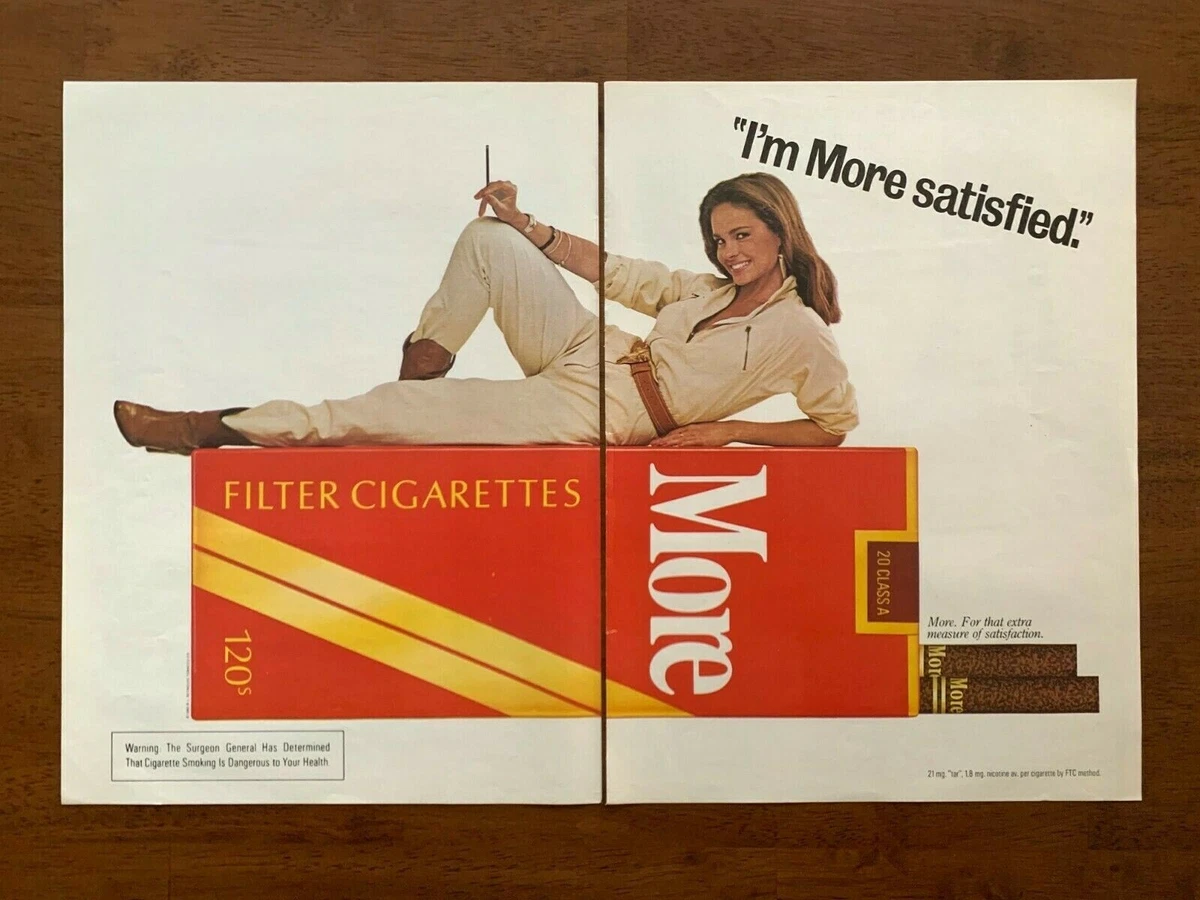 "I'm More satisfied."
FILTER CIGARETTES
More
20 CLASS A
120s
More. For that extra
measure of satisfaction.
More
More
Warning: The Surgeon General Has Determined
That Cigarette Smoking Is Dangerous to Your Health.
21 mg. "tar", 1.8 mg. nicotine av. per cigarette by FTC method.